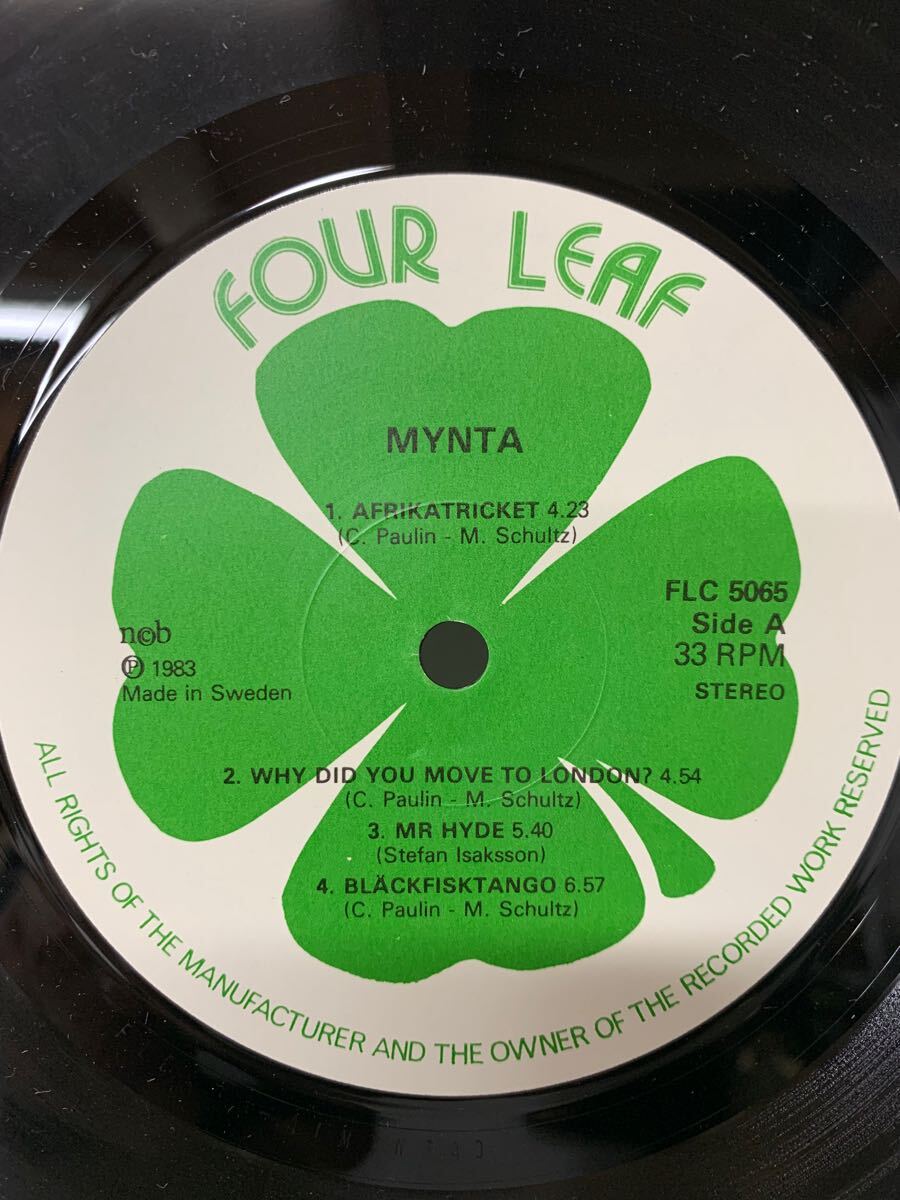 FOUR LEAF
MYNTA
1. AFRIKATRICKET 4.23
(C. Paulin - M. Schultz)
FLC 5065
Side A
33 RPM
STEREO
n©b
℗ 1983
Made in Sweden
2. WHY DID YOU MOVE TO LONDON? 4.54
(C. Paulin - M. Schultz)
3. MR HYDE 5.40
(Stefan Isaksson)
4. BLÄCKFISKTANGO 6.57
(C. Paulin - M. Schultz)
ALL RIGHTS OF THE MANUFACTURER AND THE OWNER OF THE RECORDED WORK RESERVED